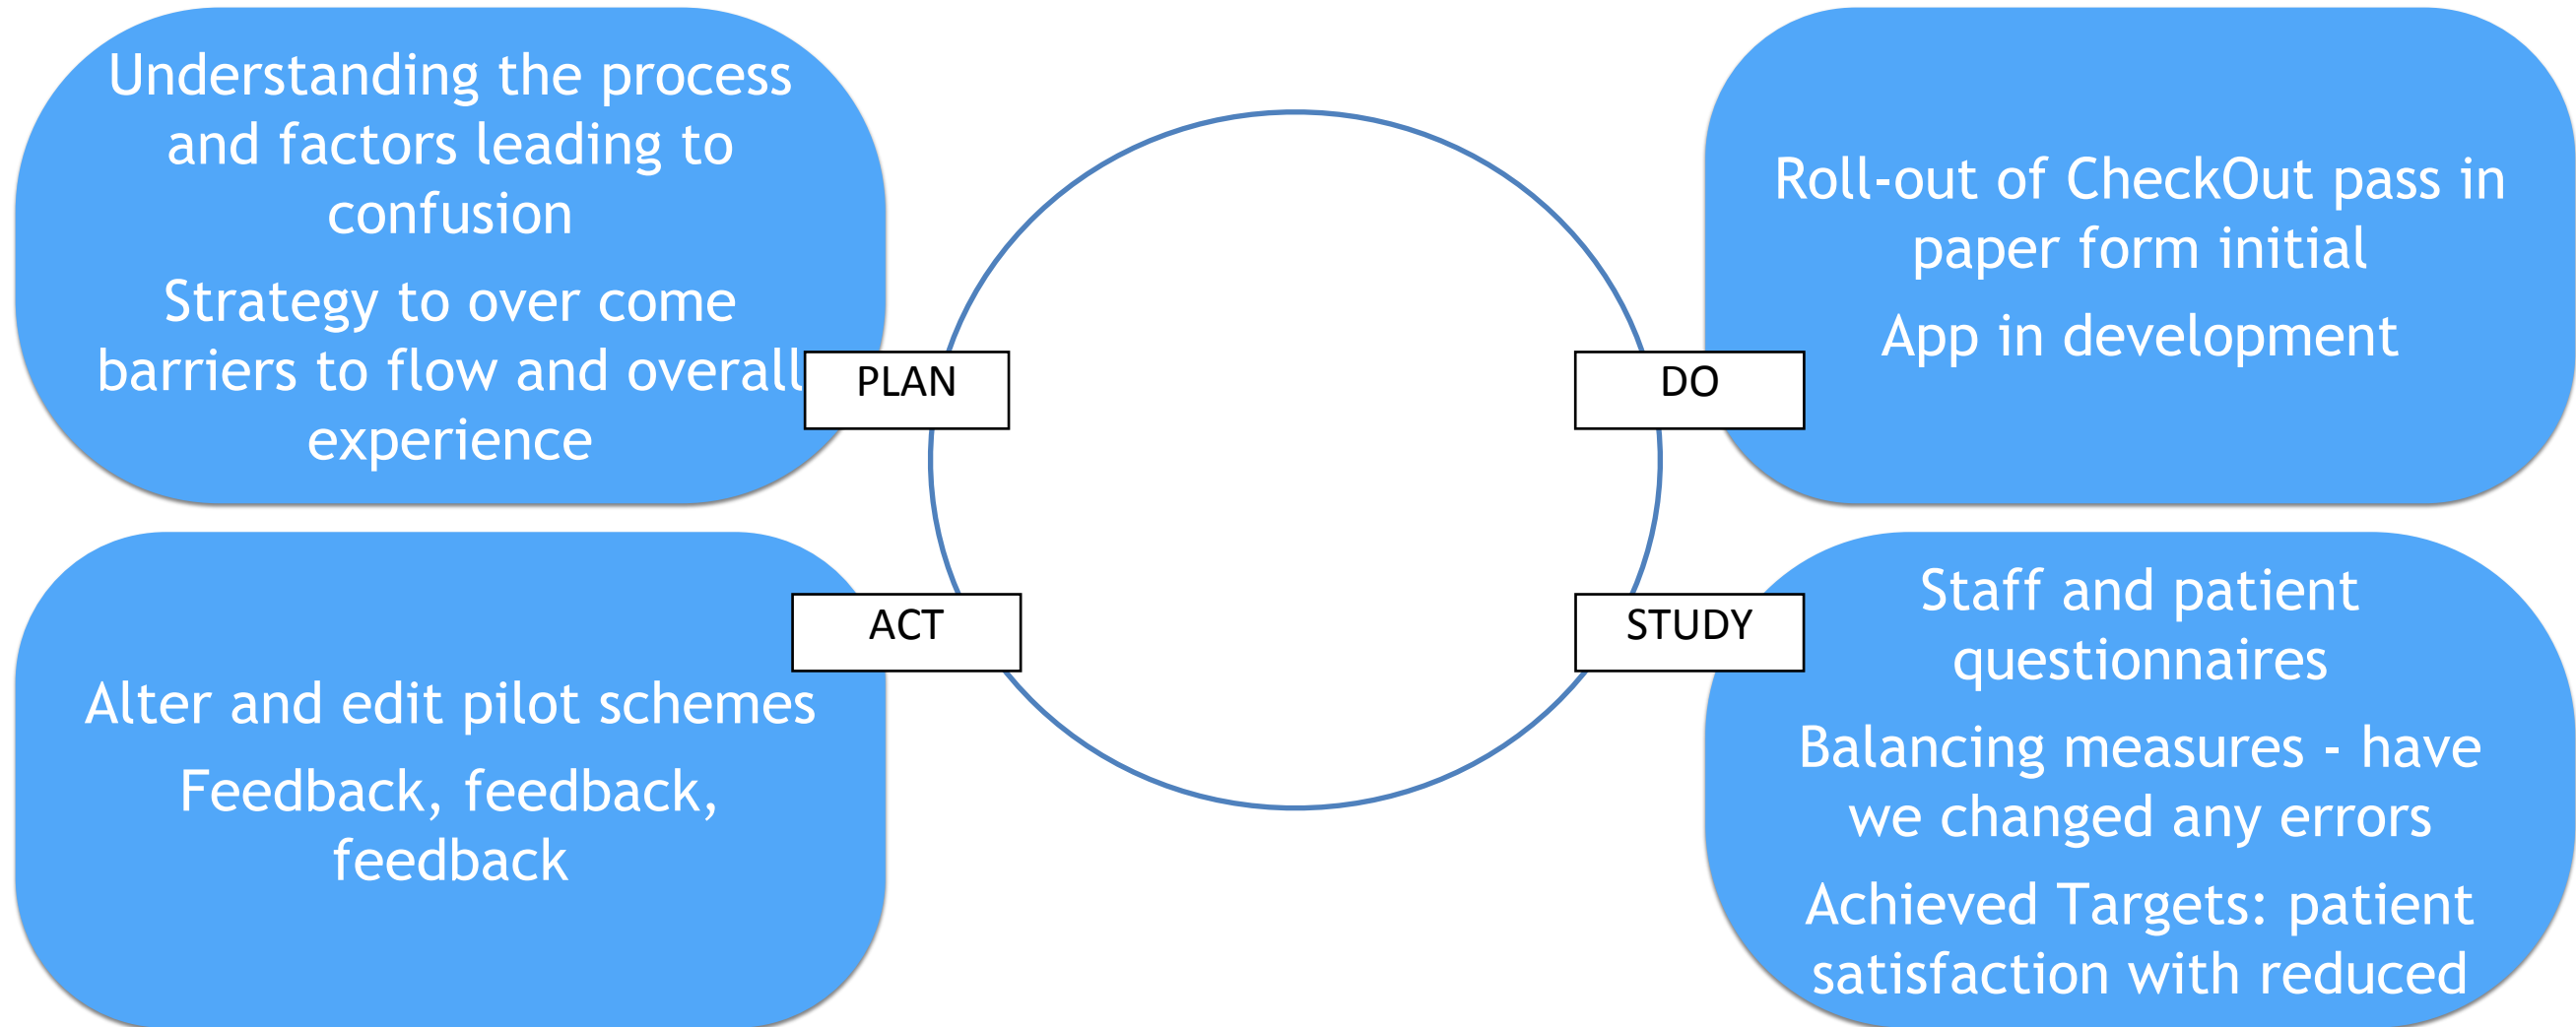 Understanding the process
and factors leading to
confusion
Strategy to over come
barriers to flow and overall
experience
PLAN
Roll-out of CheckOut pass in
paper form initial
App in development
DO
Alter and edit pilot schemes
Feedback, feedback,
feedback
ACT
Staff and patient
questionnaires
Balancing measures - have
we changed any errors
Achieved Targets: patient
satisfaction with reduced
STUDY